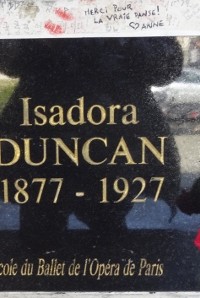 MERCI POUR
LA VRAIE DANSE!
♡ANNE
Isadora
DUNCAN
1877 - 1927
cole du Ballet de l'Opéra de Paris